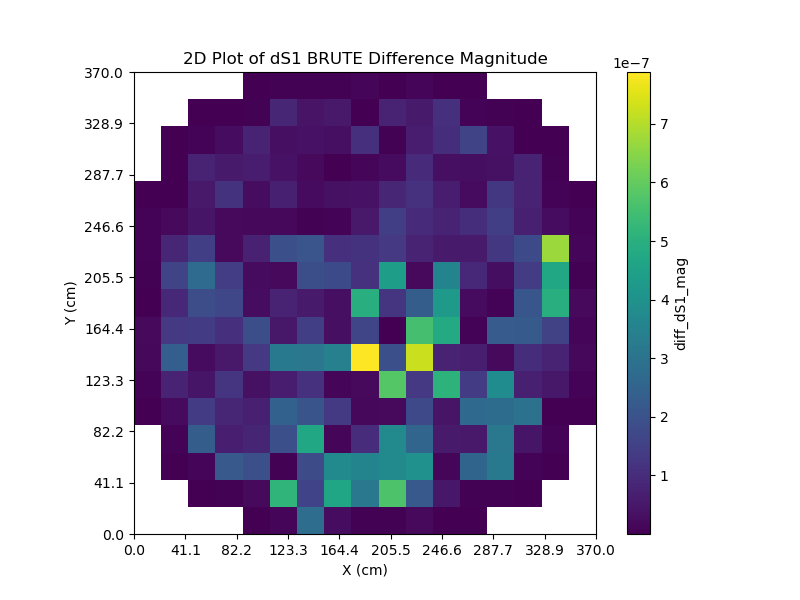 2D Plot of dS1 BRUTE Difference Magnitude
1e−7
370.0
328.9
287.7
246.6
205.5
164.4
123.3
82.2
41.1
0.0
Y (cm)
0.0 41.1 82.2 123.3 164.4 205.5 246.6 287.7 328.9 370.0
X (cm)
7
6
5
4
3
2
1
diff_dS1_mag